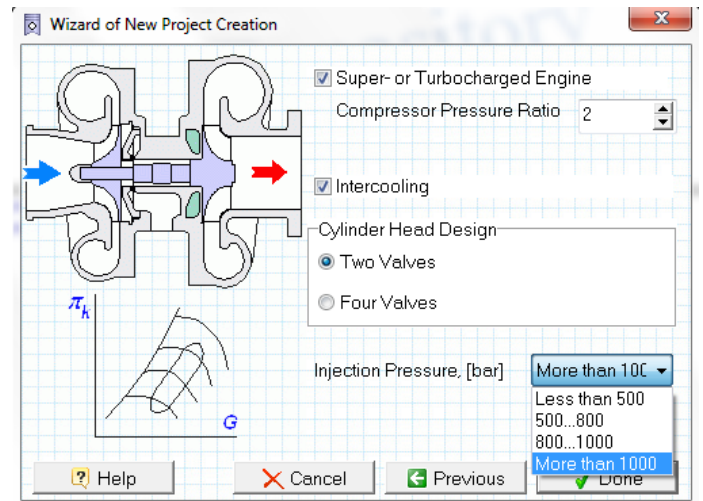 Wizard of New Project Creation
Super- or Turbocharged Engine
Compressor Pressure Ratio 2
Intercooling
Cylinder Head Design
Two Valves
Four Valves
πk
G
Injection Pressure, [bar] More than 10
Less than 500
500...800
800...1000
More than 1000
Help Cancel Previous Done